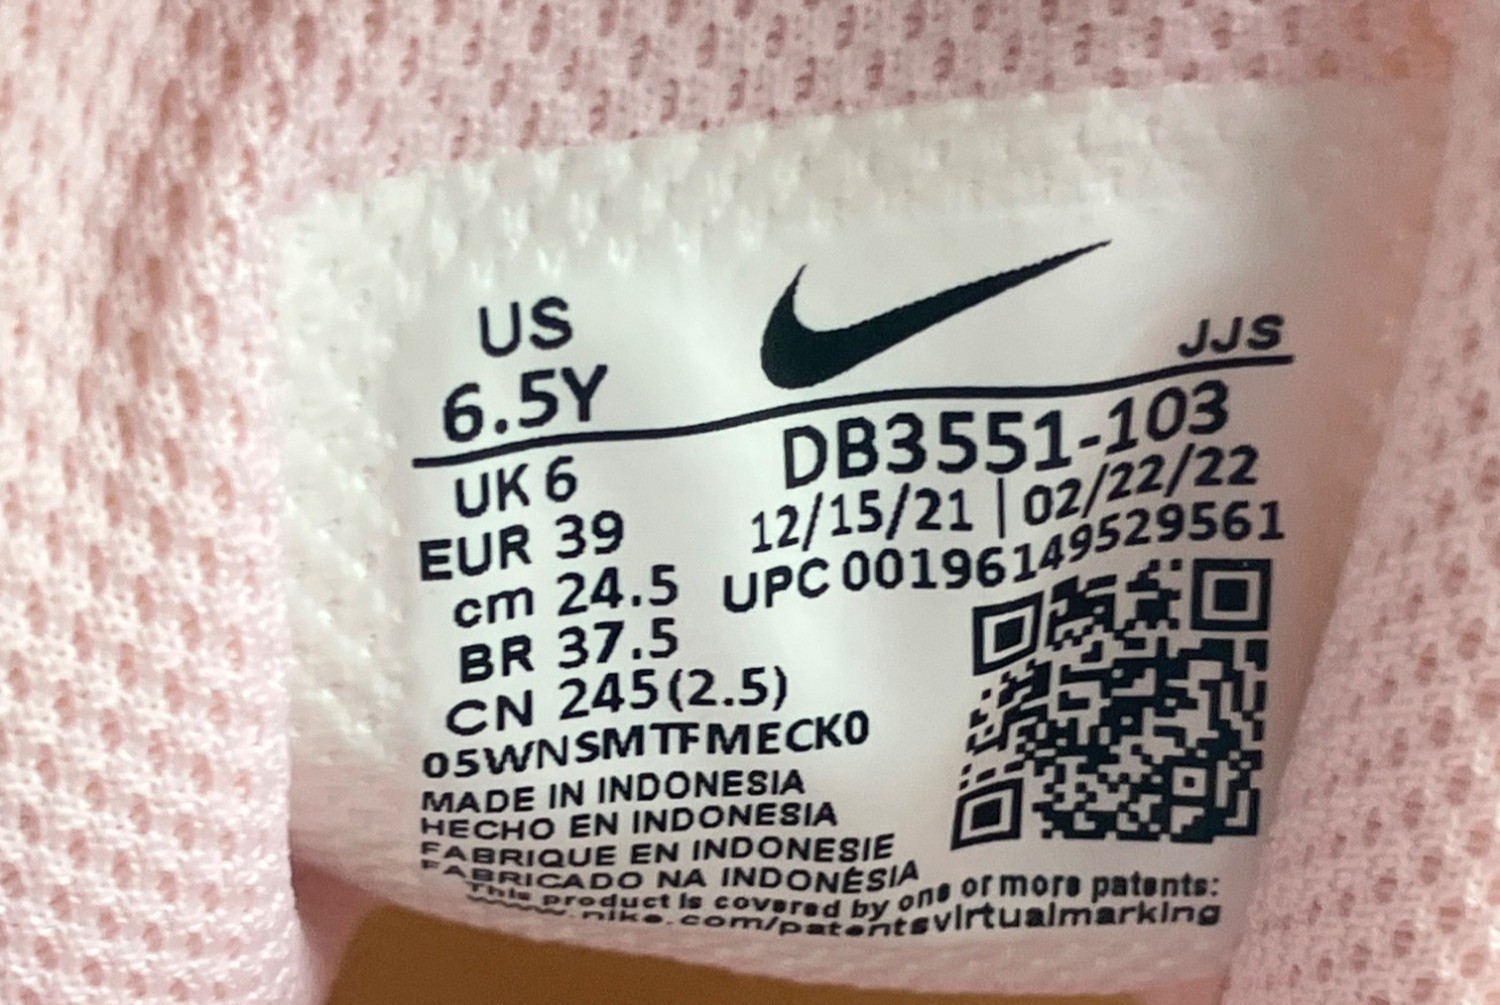 US
6.5Y
JJS
UK 6
EUR 39
cm 24.5
BR 37.5
CN 245(2.5)
DB3551-103
12/15/21 | 02/22/22
UPC 00196149529561
05WNSMTFMECK0
MADE IN INDONESIA
HECHO EN INDONESIA
FABRIQUE EN INDONESIE
FABRICADO NA INDONÉSIA
This product is covered by one or more patents:
www.nike.com/patentsvirtualmarking